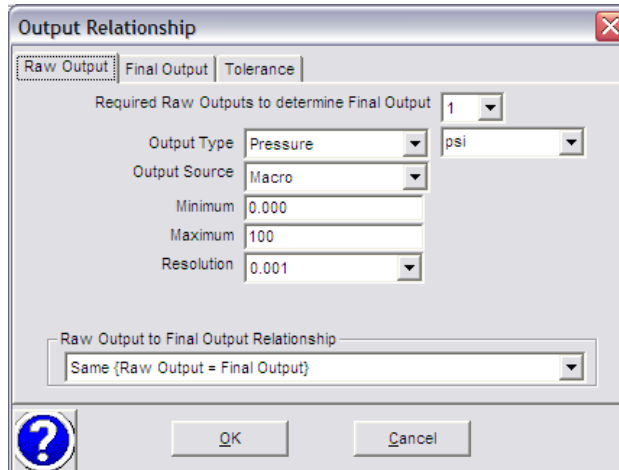 Output Relationship
Raw Output Final Output Tolerance
Required Raw Outputs to determine Final Output 1
Output Type Pressure psi
Output Source Macro
Minimum 0.000
Maximum 100
Resolution 0.001
Raw Output to Final Output Relationship
Same {Raw Output = Final Output}
? OK Cancel